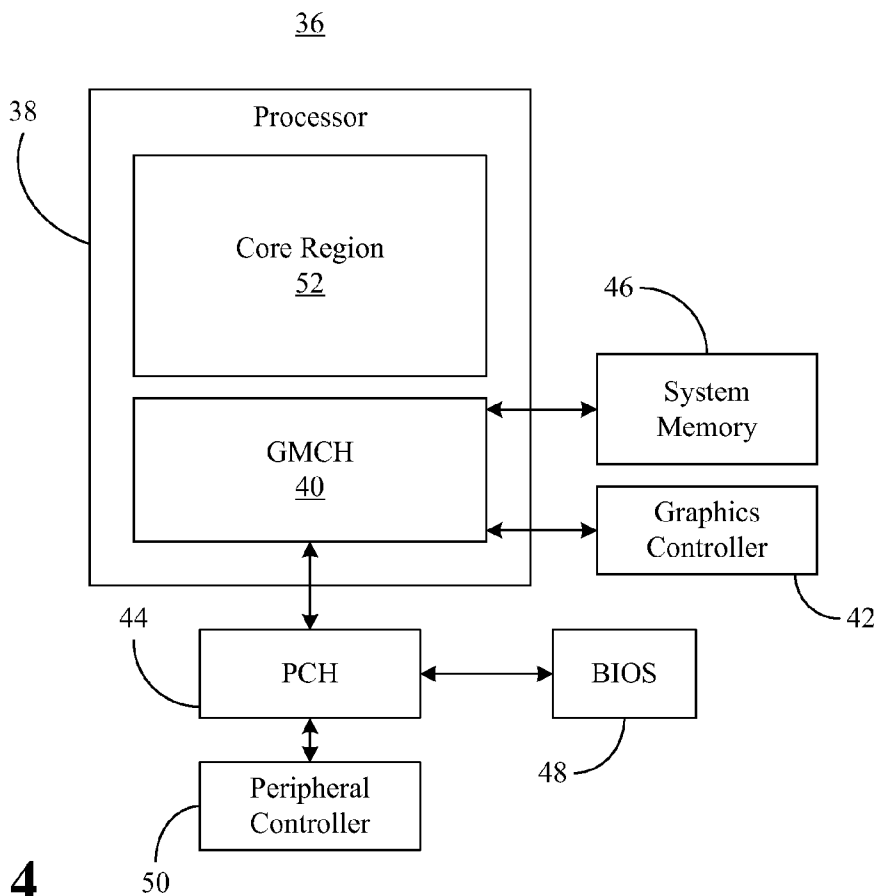 36
38
Processor
Core Region
52
46
System
Memory
GMCH
40
Graphics
Controller
42
44
PCH
BIOS
48
Peripheral
Controller
50
4